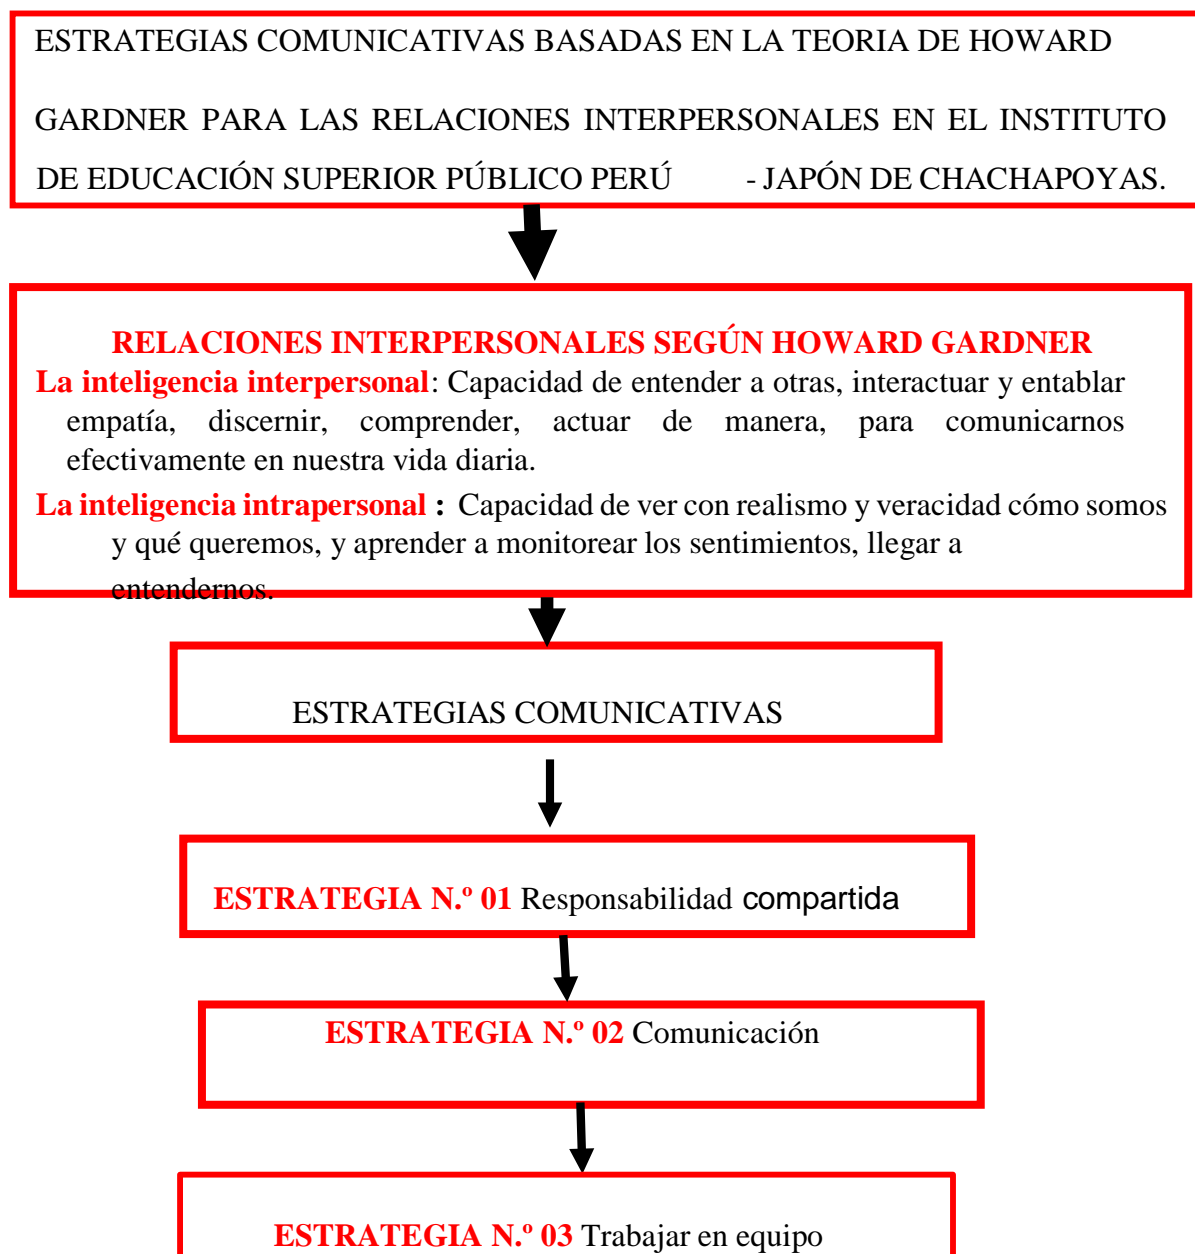 ESTRATEGIAS COMUNICATIVAS BASADAS EN LA TEORIA DE HOWARD
GARDNER PARA LAS RELACIONES INTERPERSONALES EN EL INSTITUTO
DE EDUCACIÓN SUPERIOR PÚBLICO PERÚ - JAPÓN DE CHACHAPOYAS.
RELACIONES INTERPERSONALES SEGÚN HOWARD GARDNER
La inteligencia interpersonal: Capacidad de entender a otras, interactuar y entablar
empatía, discernir, comprender, actuar de manera, para comunicarnos
efectivamente en nuestra vida diaria.
La inteligencia intrapersonal : Capacidad de ver con realismo y veracidad cómo somos
y qué queremos, y aprender a monitorear los sentimientos, llegar a
entendernos.
ESTRATEGIAS COMUNICATIVAS
ESTRATEGIA N.º 01 Responsabilidad compartida
ESTRATEGIA N.º 02 Comunicación
ESTRATEGIA N.º 03 Trabajar en equipo